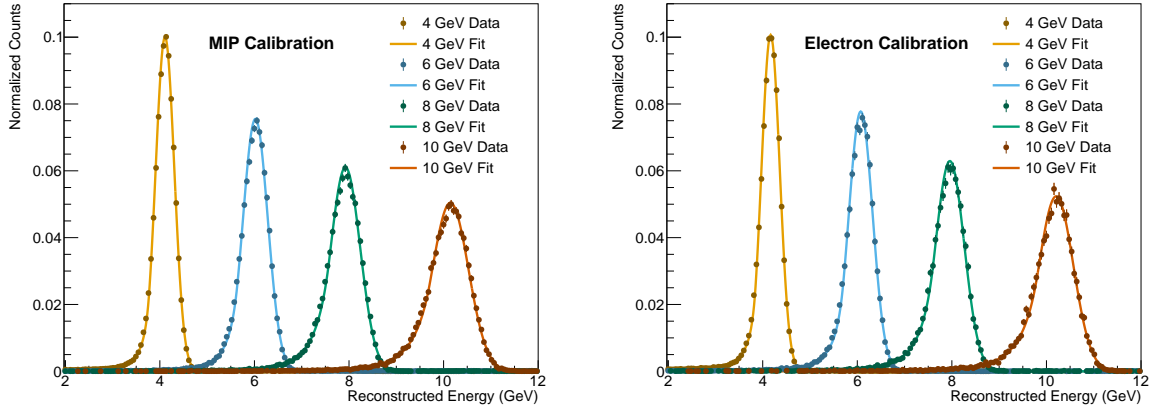 Normalized Counts
0.1
0.08
0.06
0.04
0.02
0
MIP Calibration
4 GeV Data
4 GeV Fit
6 GeV Data
6 GeV Fit
8 GeV Data
8 GeV Fit
10 GeV Data
10 GeV Fit
2 4 6 8 10 12
Reconstructed Energy (GeV)
Normalized Counts
0.1
0.08
0.06
0.04
0.02
0
Electron Calibration
4 GeV Data
4 GeV Fit
6 GeV Data
6 GeV Fit
8 GeV Data
8 GeV Fit
10 GeV Data
10 GeV Fit
2 4 6 8 10 12
Reconstructed Energy (GeV)